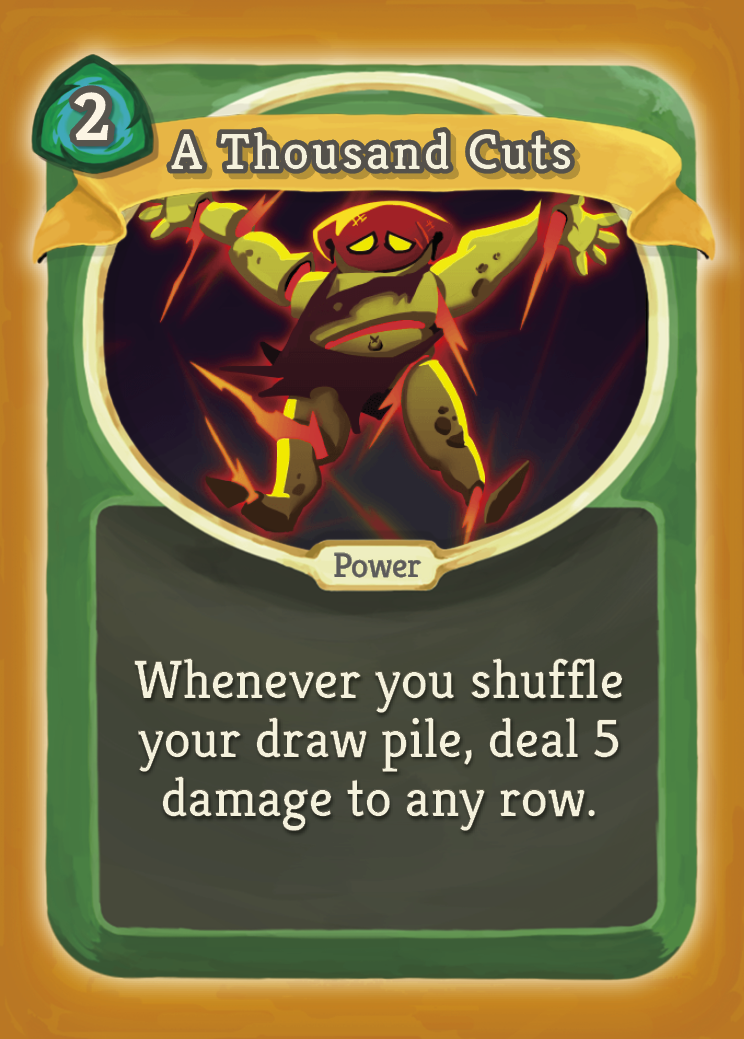 2
A Thousand Cuts
Power
Whenever you shuffle
your draw pile, deal 5
damage to any row.